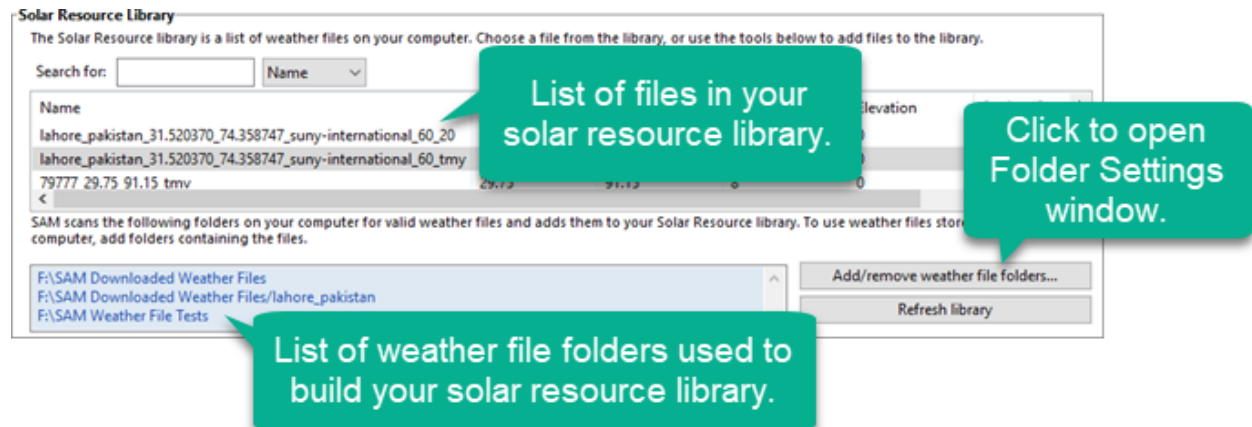 Solar Resource Library
The Solar Resource library is a list of weather files on your computer. Choose a file from the library, or use the tools below to add files to the library.
Search for: Name
List of files in your
solar resource library.
Name Elevation
lahore_pakistan_31.520370_74.358747_suny-international_60_20
lahore_pakistan_31.520370_74.358747_suny-international_60_tmy
79777 29.75 91.15 tmy 29.75 91.15 8 0
Click to open
Folder Settings
window.
SAM scans the following folders on your computer for valid weather files and adds them to your Solar Resource library. To use weather files
computer, add folders containing the files.
F:\SAM Downloaded Weather Files
F:\SAM Downloaded Weather Files/lahore_pakistan
F:\SAM Weather File Tests
Add/remove weather file folders...
Refresh library
List of weather file folders used to
build your solar resource library.